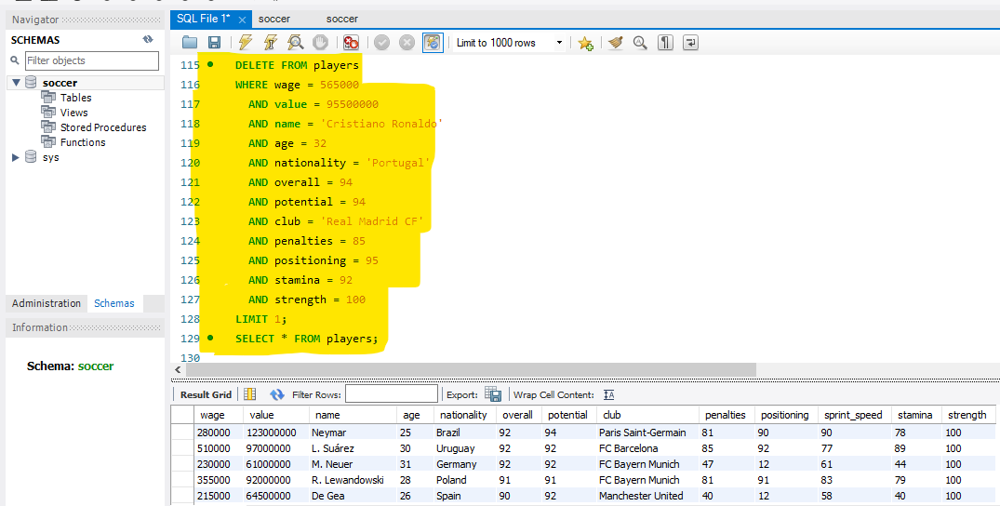 Navigator
SQL File 1* × soccer soccer
SCHEMAS
Limit to 1000 rows
Filter objects
soccer
Tables
Views
Stored Procedures
Functions
sys
115 DELETE FROM players
116 WHERE wage = 565000
117 AND value = 95500000
118 AND name = 'Cristiano Ronaldo'
119 AND age = 32
120 AND nationality = 'Portugal'
121 AND overall = 94
122 AND potential = 94
123 AND club = 'Real Madrid CF'
124 AND penalties = 85
125 AND positioning = 95
126 AND stamina = 92
127 AND strength = 100
128 LIMIT 1;
129 SELECT * FROM players;
130
Administration Schemas
Information
Schema: soccer
Result Grid Filter Rows: Export: Wrap Cell Content:
wage value name age nationality overall potential club penalties positioning sprint_speed stamina strength
280000 123000000 Neymar 25 Brazil 92 94 Paris Saint-Germain 81 90 90 78 100
510000 97000000 L. Suárez 30 Uruguay 92 92 FC Barcelona 85 92 77 89 100
230000 61000000 M. Neuer 31 Germany 92 92 FC Bayern Munich 47 12 61 44 100
355000 92000000 R. Lewandowski 28 Poland 91 91 FC Bayern Munich 81 91 83 79 100
215000 64500000 De Gea 26 Spain 90 92 Manchester United 40 12 58 40 100